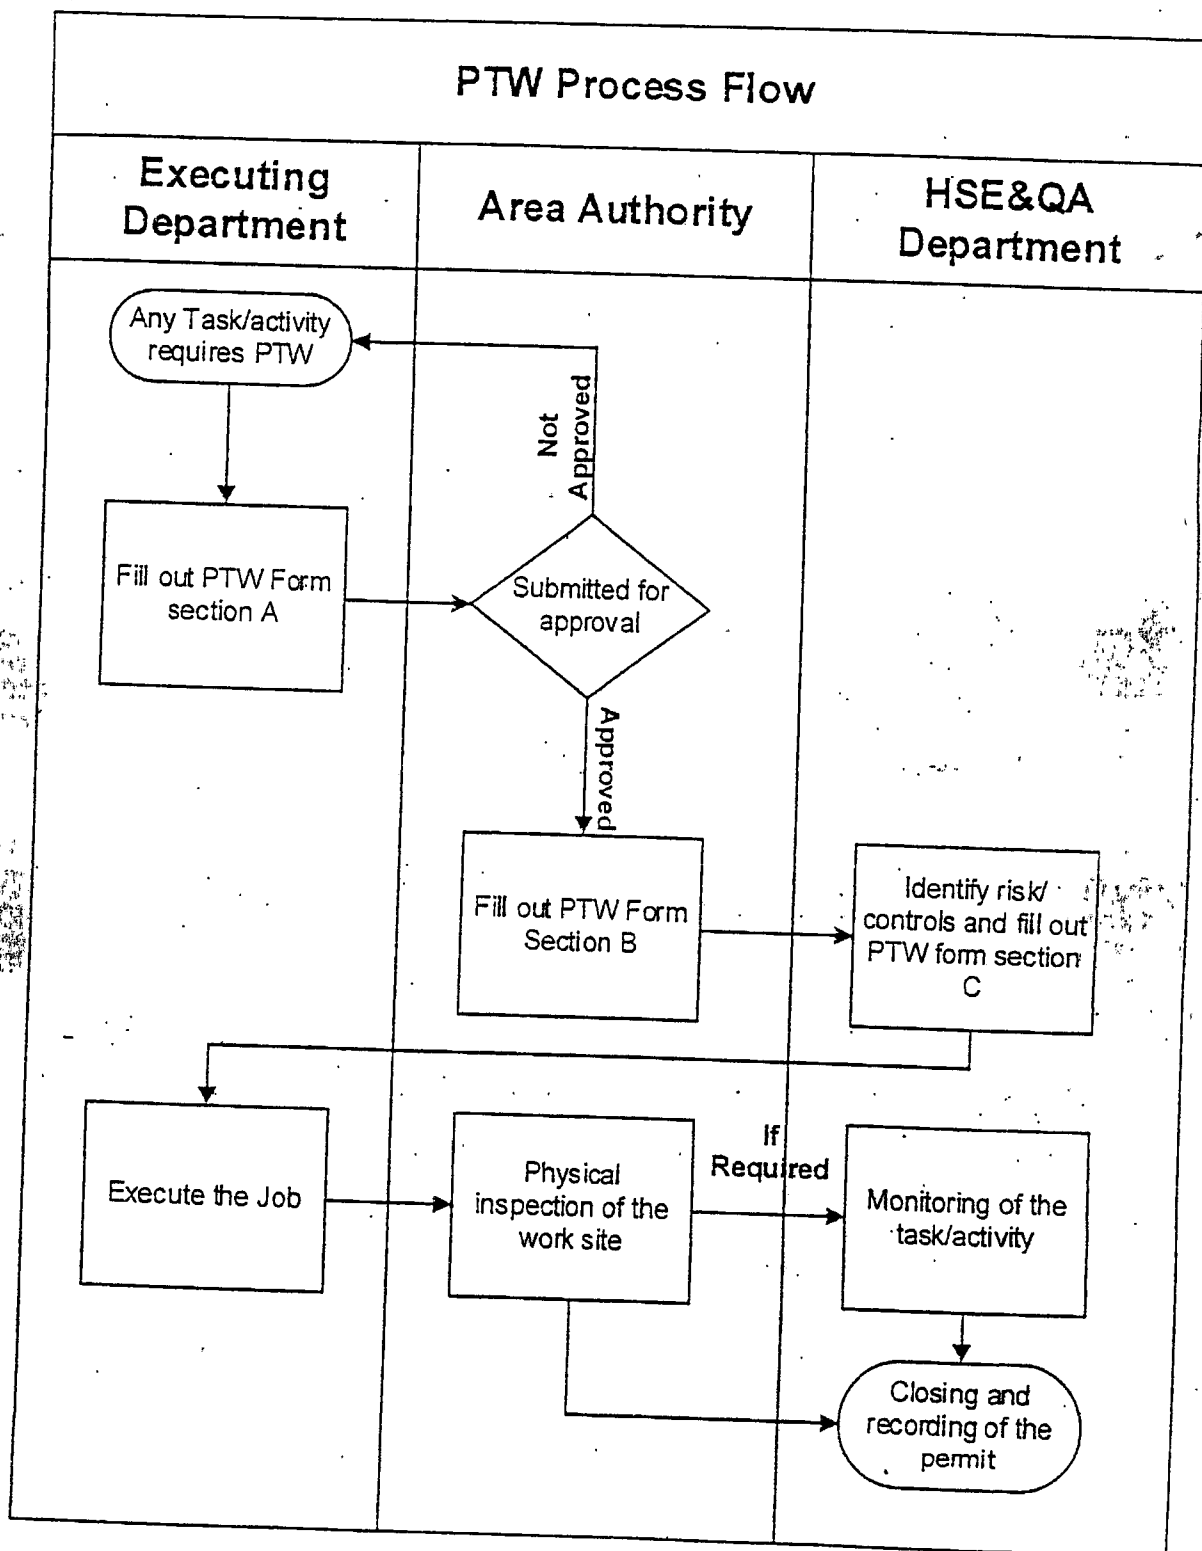 PTW Process Flow
Executing
Department
Area Authority
HSE&QA
Department
Any Task/activity
requires PTW
Not
Approved
Fill out PTW Form
section A
Submitted for
approval
Approved
Fill out PTW Form
Section B
Identify risk/
controls and fill out
PTW form section
C
Execute the Job
Physical
inspection of the
work site
If
Required
Monitoring of the
task/activity
Closing and
recording of the
permit